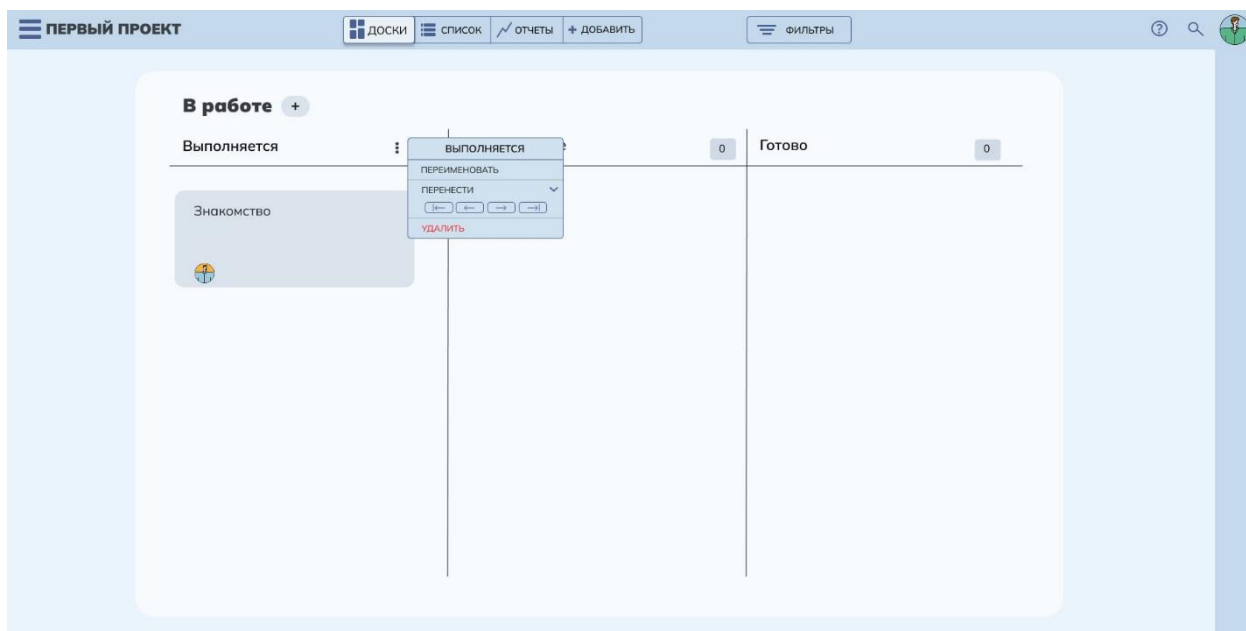 ПЕРВЫЙ ПРОЕКТ
ДОСКИ СПИСОК ОТЧЕТЫ + ДОБАВИТЬ
ФИЛЬТРЫ
В работе +
Выполняется
0
Готово
0
ВЫПОЛНЯЕТСЯ
ПЕРЕИМЕНОВАТЬ
ПЕРЕНЕСТИ
УДАЛИТЬ
Знакомство